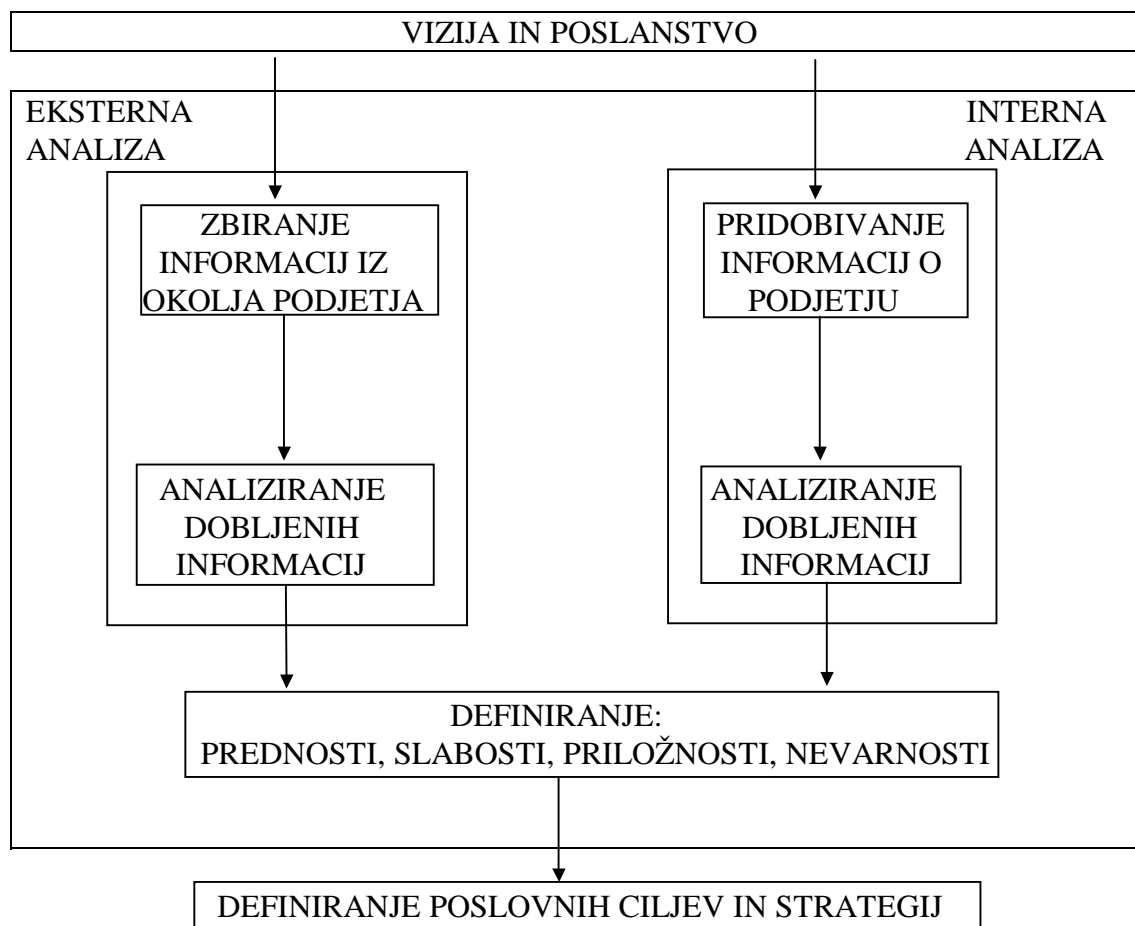 VIZIJA IN POSLANSTVO
EKSTERNA
ANALIZA
INTERNA
ANALIZA
ZBIRANJE
INFORMACIJ IZ
OKOLJA PODJETJA
PRIDOBIVANJE
INFORMACIJ O
PODJETJU
ANALIZIRANJE
DOBLJENIH
INFORMACIJ
ANALIZIRANJE
DOBLJENIH
INFORMACIJ
DEFINIRANJE:
PREDNOSTI, SLABOSTI, PRILÖŽNOSTI, NEVARNOSTI
DEFINIRANJE POSLOVNIH CILJEV IN STRATEGIJ